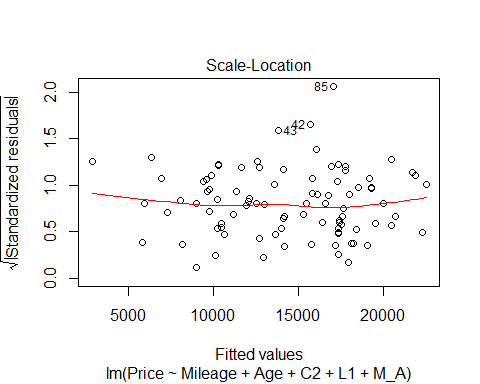 Scale-Location
√|Standardized residuals|
2.0
1.5
1.0
0.5
0.0
85
42
43
5000 10000 15000 20000
Fitted values
lm(Price ~ Mileage + Age + C2 + L1 + M_A)